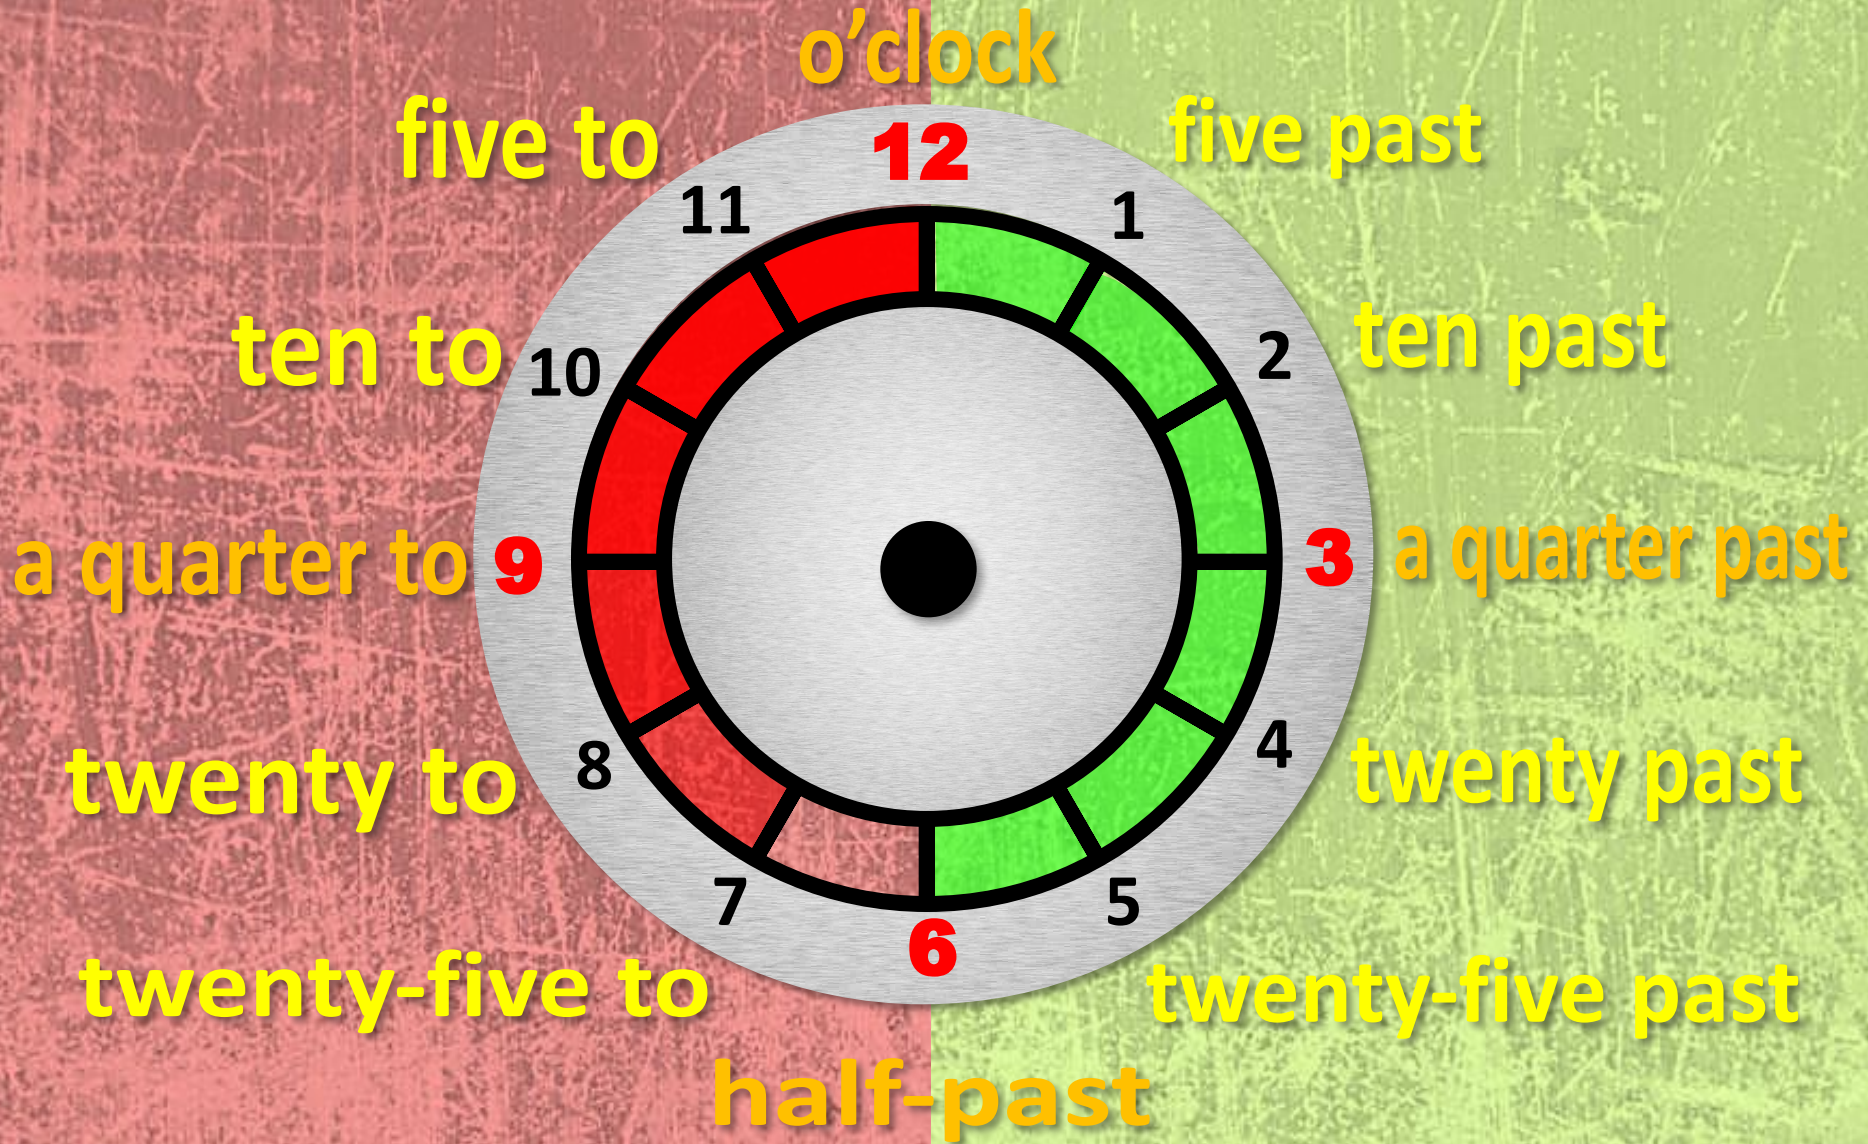 o’clock
five to
12
five past
11
1
ten to
10
2
ten past
a quarter to
9
3
a quarter past
twenty to
8
4
twenty past
7
5
twenty-five to
6
twenty-five past
half-past